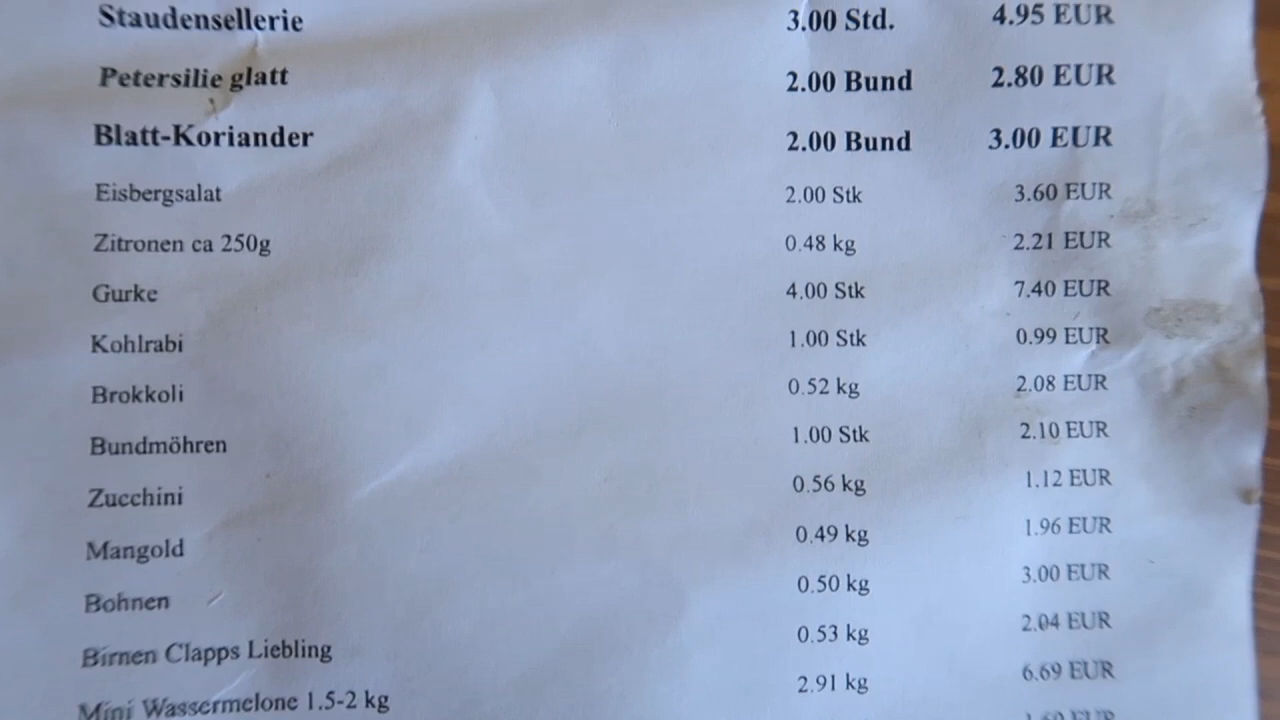 Staudensellerie 3.00 Std. 4.95 EUR
Petersilie glatt 2.00 Bund 2.80 EUR
Blatt-Koriander 2.00 Bund 3.00 EUR
Eisbergsalat 2.00 Stk 3.60 EUR
Zitronen ca 250g 0.48 kg 2.21 EUR
Gurke 4.00 Stk 7.40 EUR
Kohlrabi 1.00 Stk 0.99 EUR
Brokkoli 0.52 kg 2.08 EUR
Bundmöhren 1.00 Stk 2.10 EUR
Zucchini 0.56 kg 1.12 EUR
Mangold 0.49 kg 1.96 EUR
Bohnen 0.50 kg 3.00 EUR
Birnen Clapps Liebling 0.53 kg 2.04 EUR
Mini Wassermelone 1.5-2 kg 2.91 kg 6.69 EUR
EUR